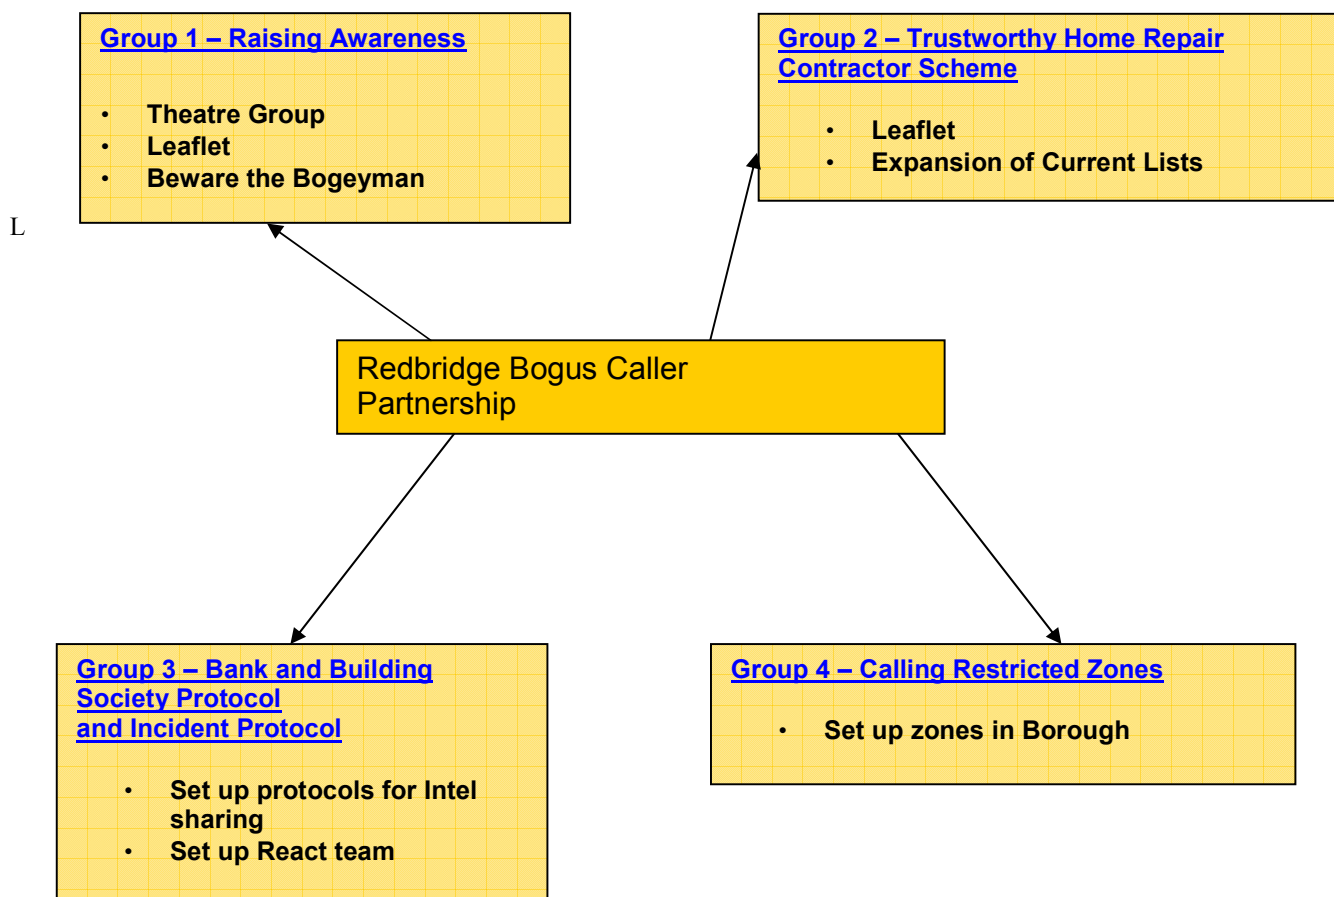 Group 1 – Raising Awareness
• Theatre Group
• Leaflet
• Beware the Bogeyman
Group 2 – Trustworthy Home Repair
Contractor Scheme
• Leaflet
• Expansion of Current Lists
L
Redbridge Bogus Caller
Partnership
Group 3 – Bank and Building
Society Protocol
and Incident Protocol
• Set up protocols for Intel
sharing
• Set up React team
Group 4 – Calling Restricted Zones
• Set up zones in Borough